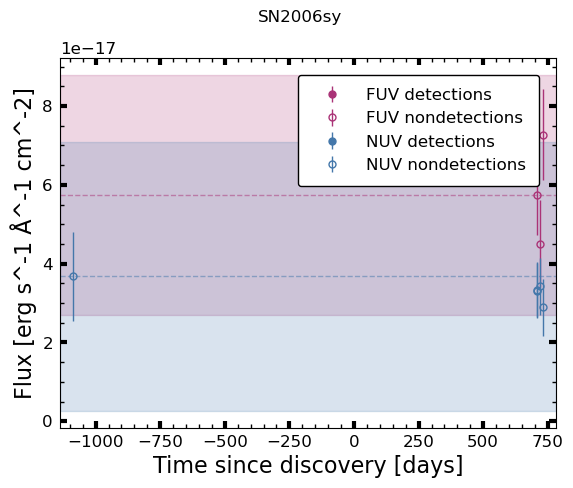 SN2006sy
1e−17
FUV detections
FUV nondetections
NUV detections
NUV nondetections
8
6
4
2
0
Flux [erg s^-1 Å^-1 cm^-2]
−1000 −750 −500 −250 0 250 500 750
Time since discovery [days]